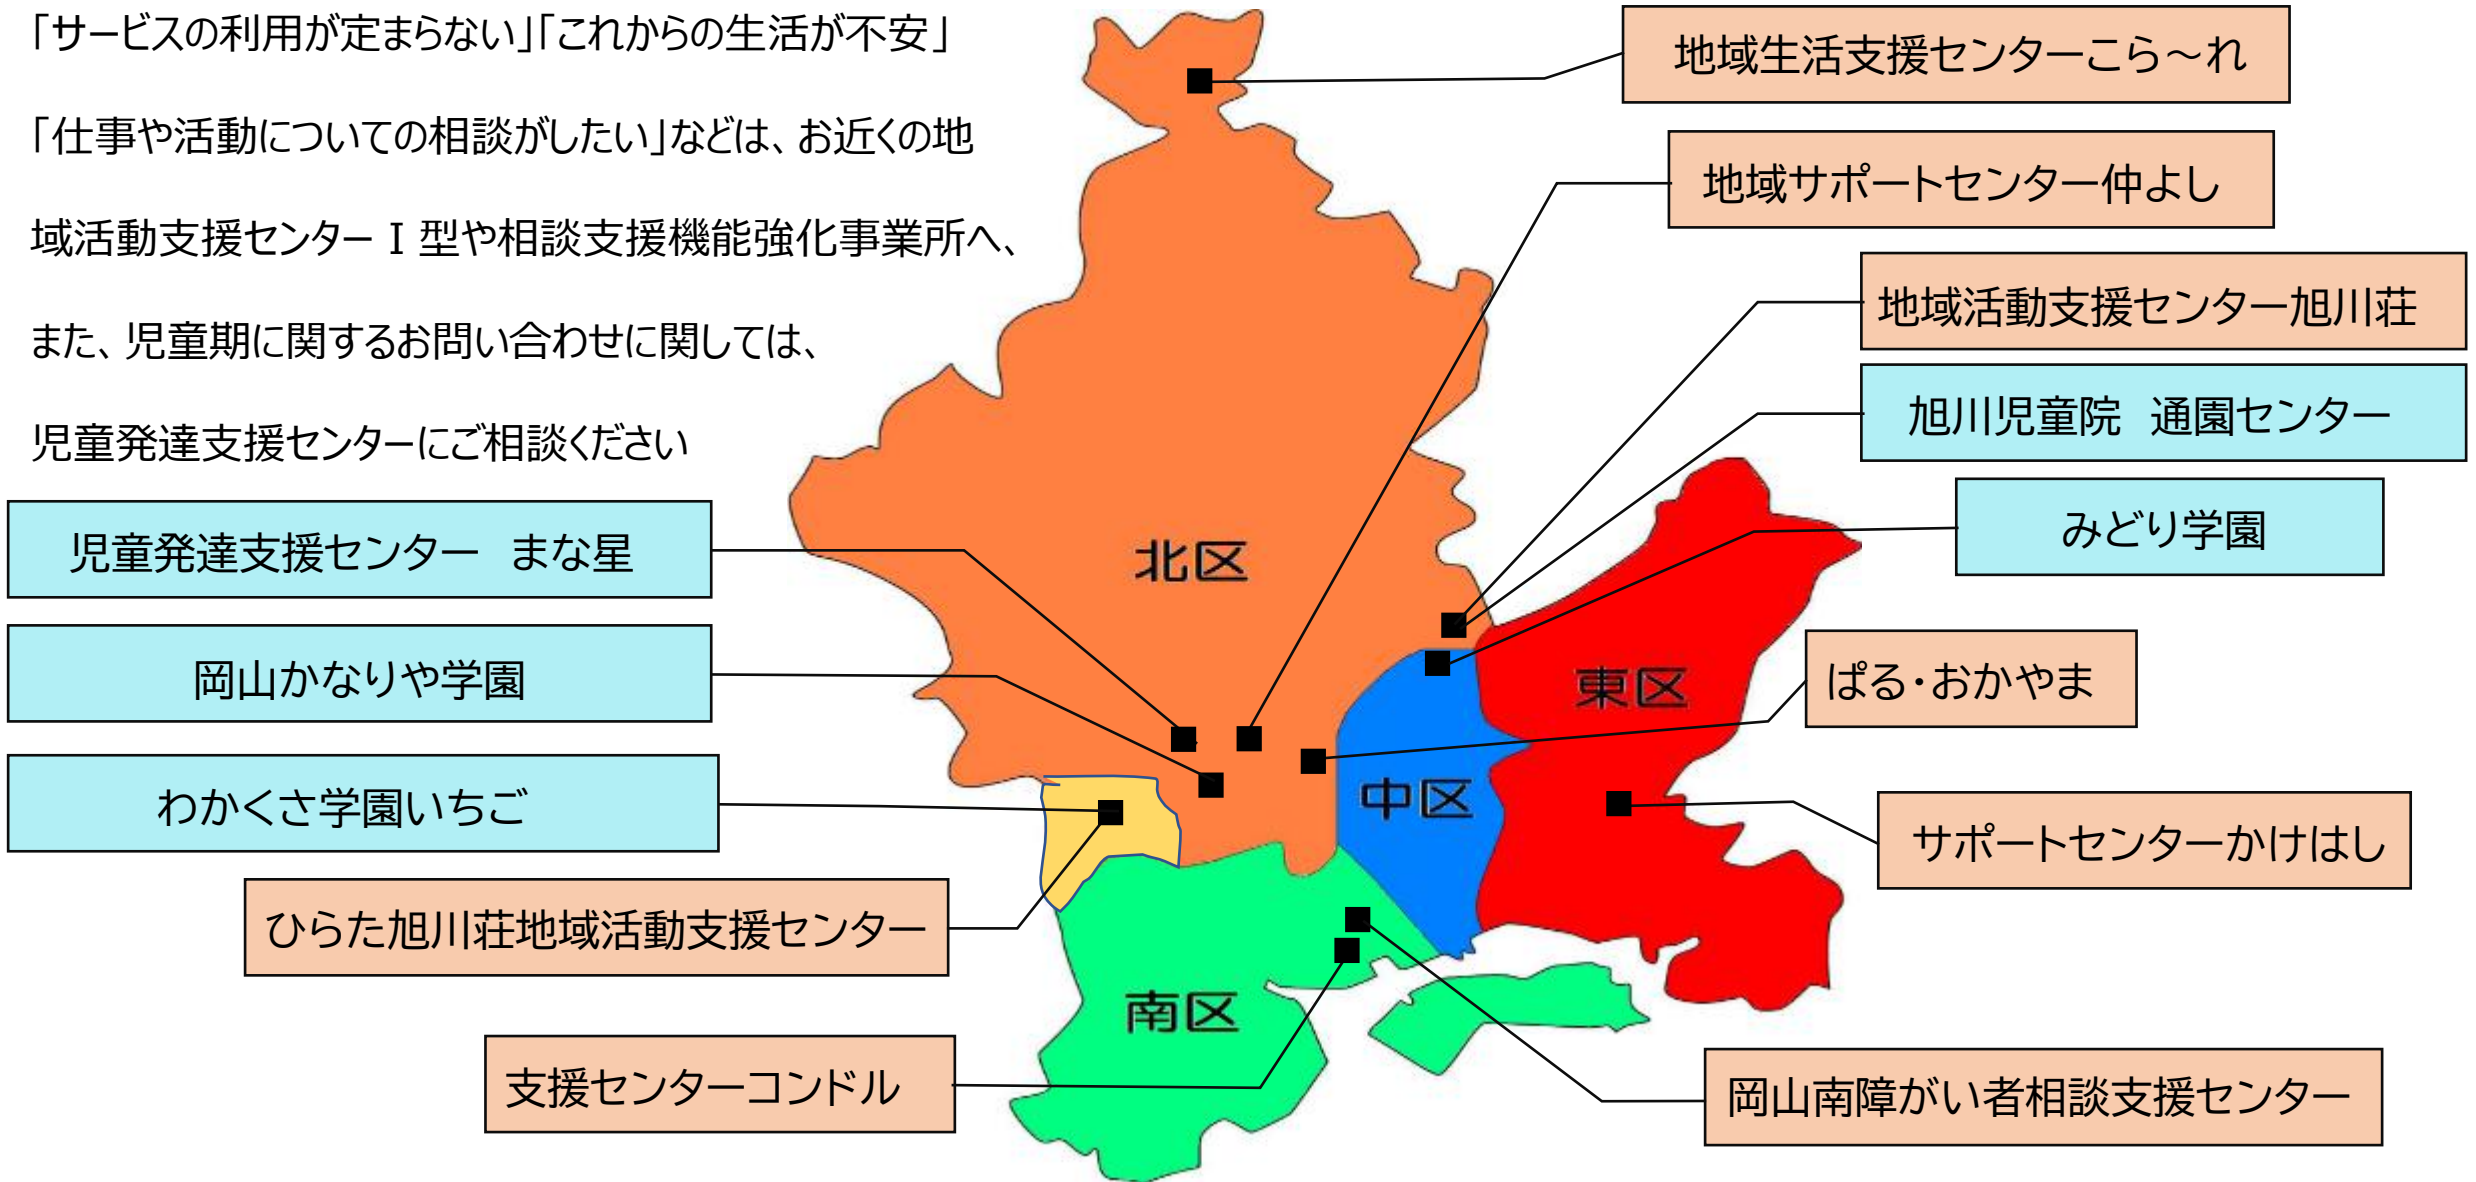 「サービスの利用が定まらない」「これからの生活が不安」
「仕事や活動についての相談がしたい」などは、お近くの地
域活動支援センターⅠ型や相談支援機能強化事業所へ、
また、児童期に関するお問い合わせに関しては、
児童発達支援センターにご相談ください
地域生活支援センターこら～れ
地域サポートセンター仲よし
地域活動支援センター旭川荘
旭川児童院　通園センター
みどり学園
児童発達支援センター　まな星
北区
岡山かなりや学園
東区
ぱる・おかやま
わかくさ学園いちご
中区
サポートセンターかけはし
ひらた旭川荘地域活動支援センター
南区
支援センターコンドル
岡山南障がい者相談支援センター